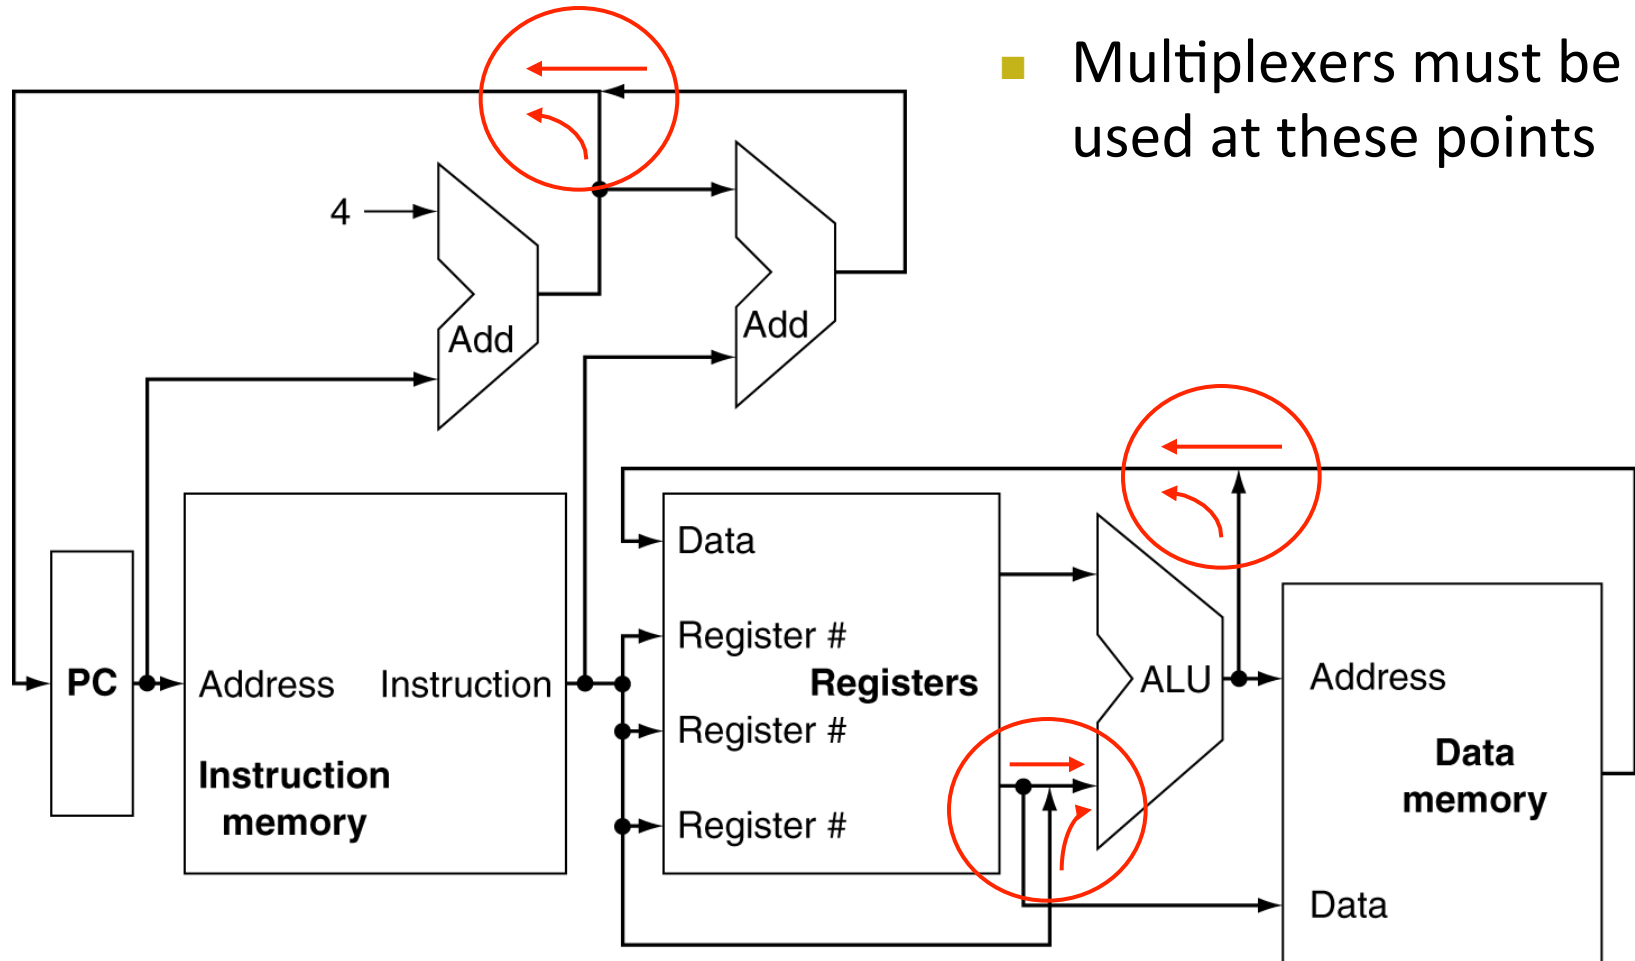 Multiplexers must be
used at these points
4
Add
Add
Data
Register #
PC
Address
Instruction
Registers
ALU
Address
Register #
Instruction
memory
Data
memory
Register #
Data